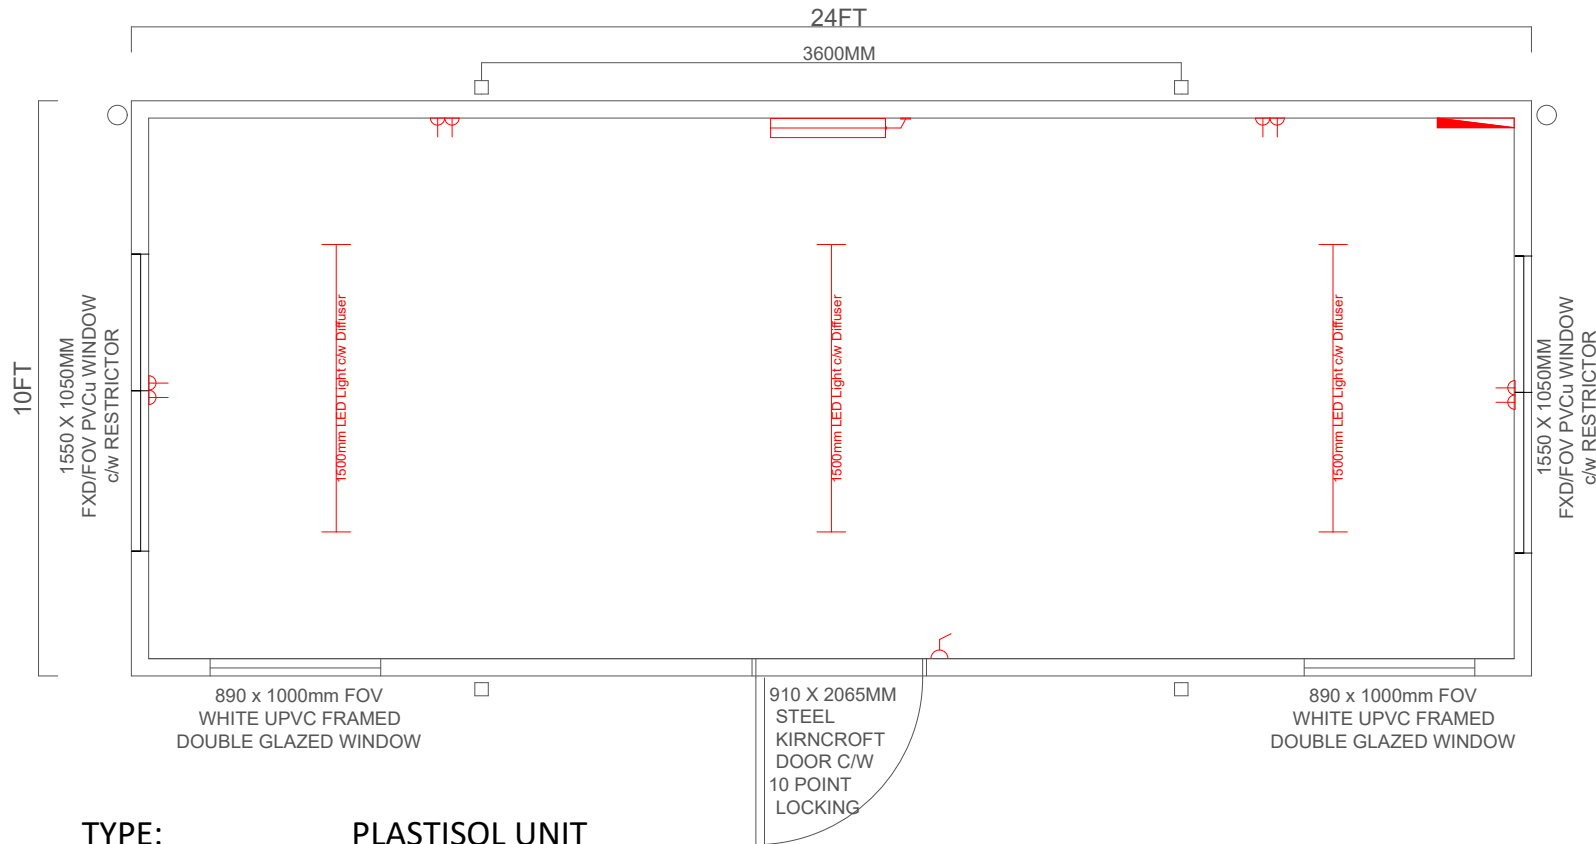 24FT
3600MM
10FT
1550 X 1050MM
FXD/FOV PVCu WINDOW
c/w RESTRICTOR
1500mm LED Light c/w Diffuser
1500mm LED Light c/w Diffuser
1500mm LED Light c/w Diffuser
1550 X 1050MM
FXD/FOV PVCu WINDOW
c/w RESTRICTOR
890 x 1000mm FOV
WHITE UPVC FRAMED
DOUBLE GLAZED WINDOW
910 X 2065MM
STEEL
KIRNCROFT
DOOR C/W
10 POINT
LOCKING
890 x 1000mm FOV
WHITE UPVC FRAMED
DOUBLE GLAZED WINDOW
TYPE: PLASTISOL UNIT